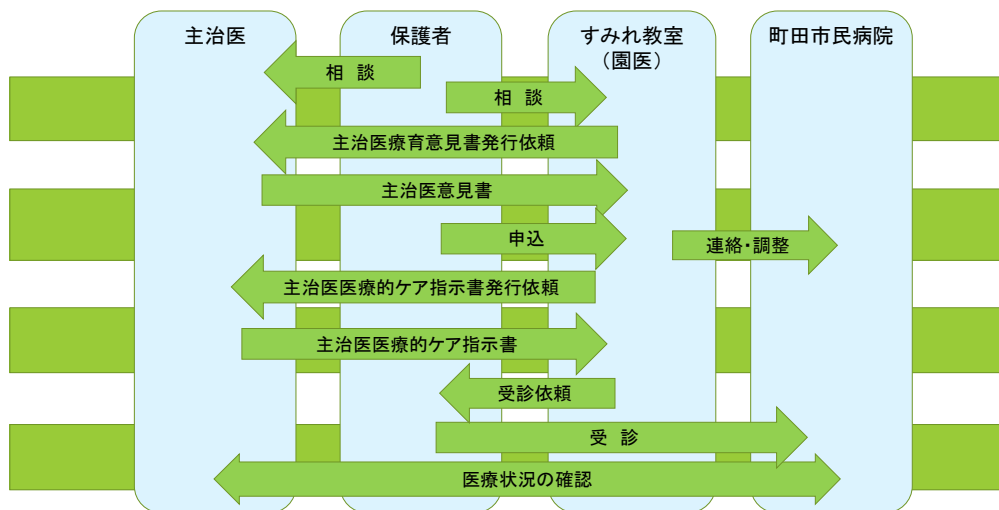 主治医
保護者
すみれ教室
（園医）
町田市民病院
相 談
相 談
主治医療育意見書発行依頼
主治医意見書
申込
連絡・調整
主治医医療的ケア指示書発行依頼
主治医医療的ケア指示書
受診依頼
受 診
医療状況の確認